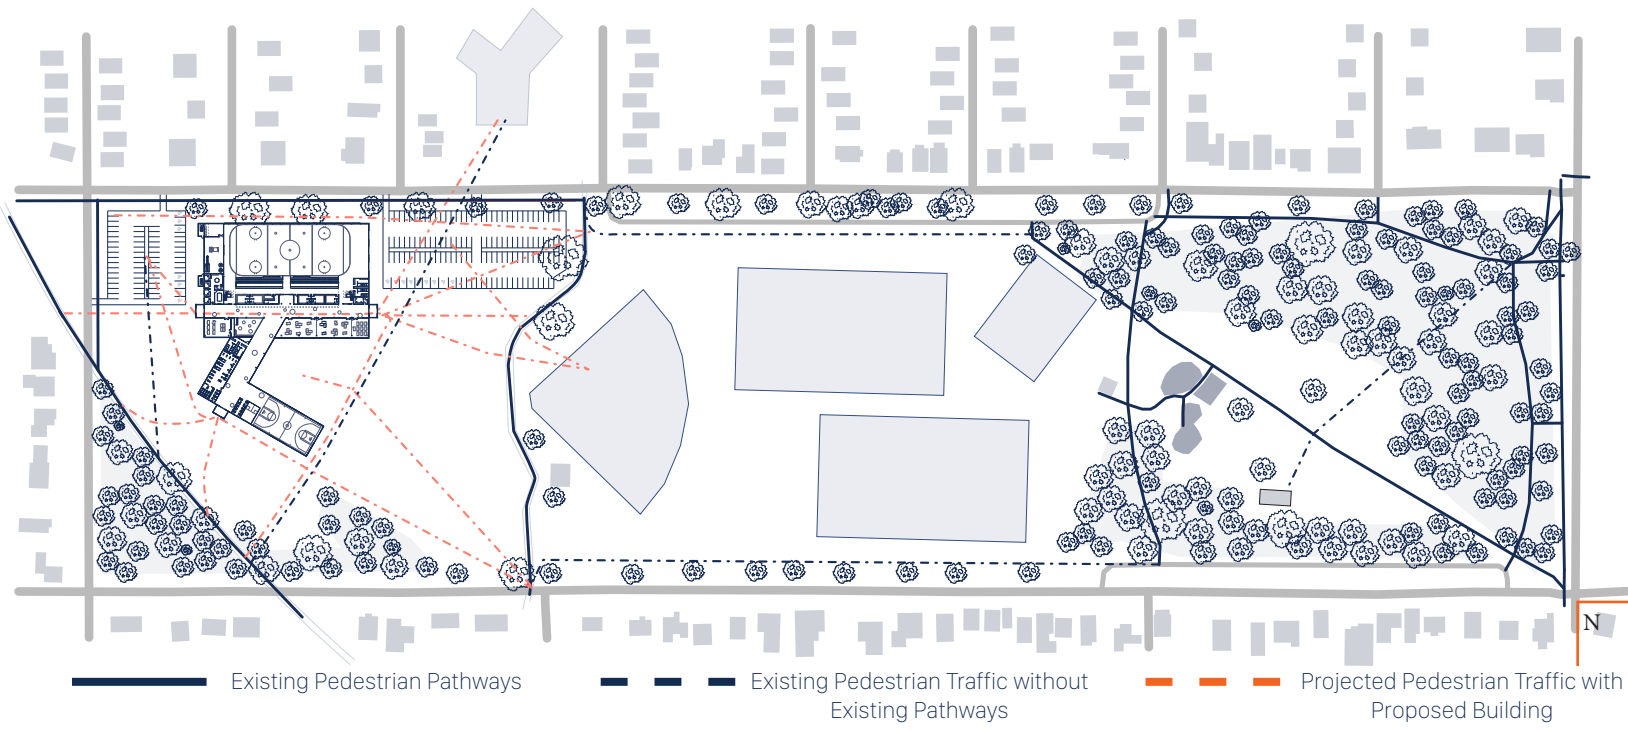 N
Existing Pedestrian Pathways
Existing Pedestrian Traffic without
Existing Pathways
Projected Pedestrian Traffic with
Proposed Building